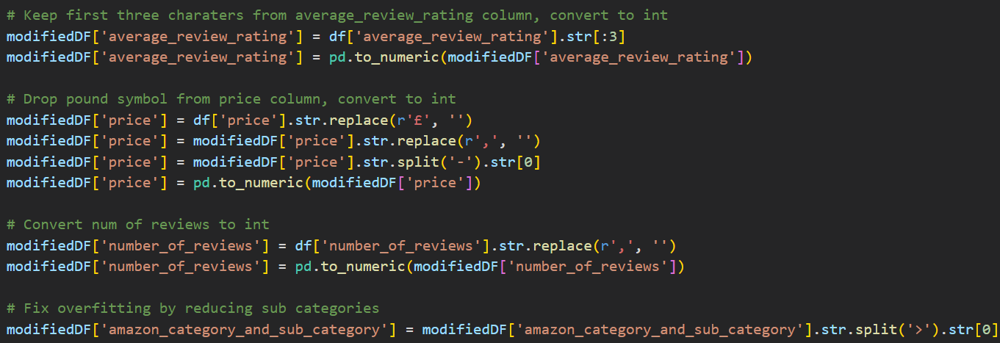 # Keep first three charaters from average_review_rating column, convert to int
modifiedDF['average_review_rating'] = df['average_review_rating'].str[:3]
modifiedDF['average_review_rating'] = pd.to_numeric(modifiedDF['average_review_rating'])
# Drop pound symbol from price column, convert to int
modifiedDF['price'] = df['price'].str.replace(r'£', '')
modifiedDF['price'] = modifiedDF['price'].str.replace(r',', '')
modifiedDF['price'] = modifiedDF['price'].str.split('-').str[0]
modifiedDF['price'] = pd.to_numeric(modifiedDF['price'])
# Convert num of reviews to int
modifiedDF['number_of_reviews'] = df['number_of_reviews'].str.replace(r',', '')
modifiedDF['number_of_reviews'] = pd.to_numeric(modifiedDF['number_of_reviews'])
# Fix overfitting by reducing sub categories
modifiedDF['amazon_category_and_sub_category'] = modifiedDF['amazon_category_and_sub_category'].str.split('>').str[0]